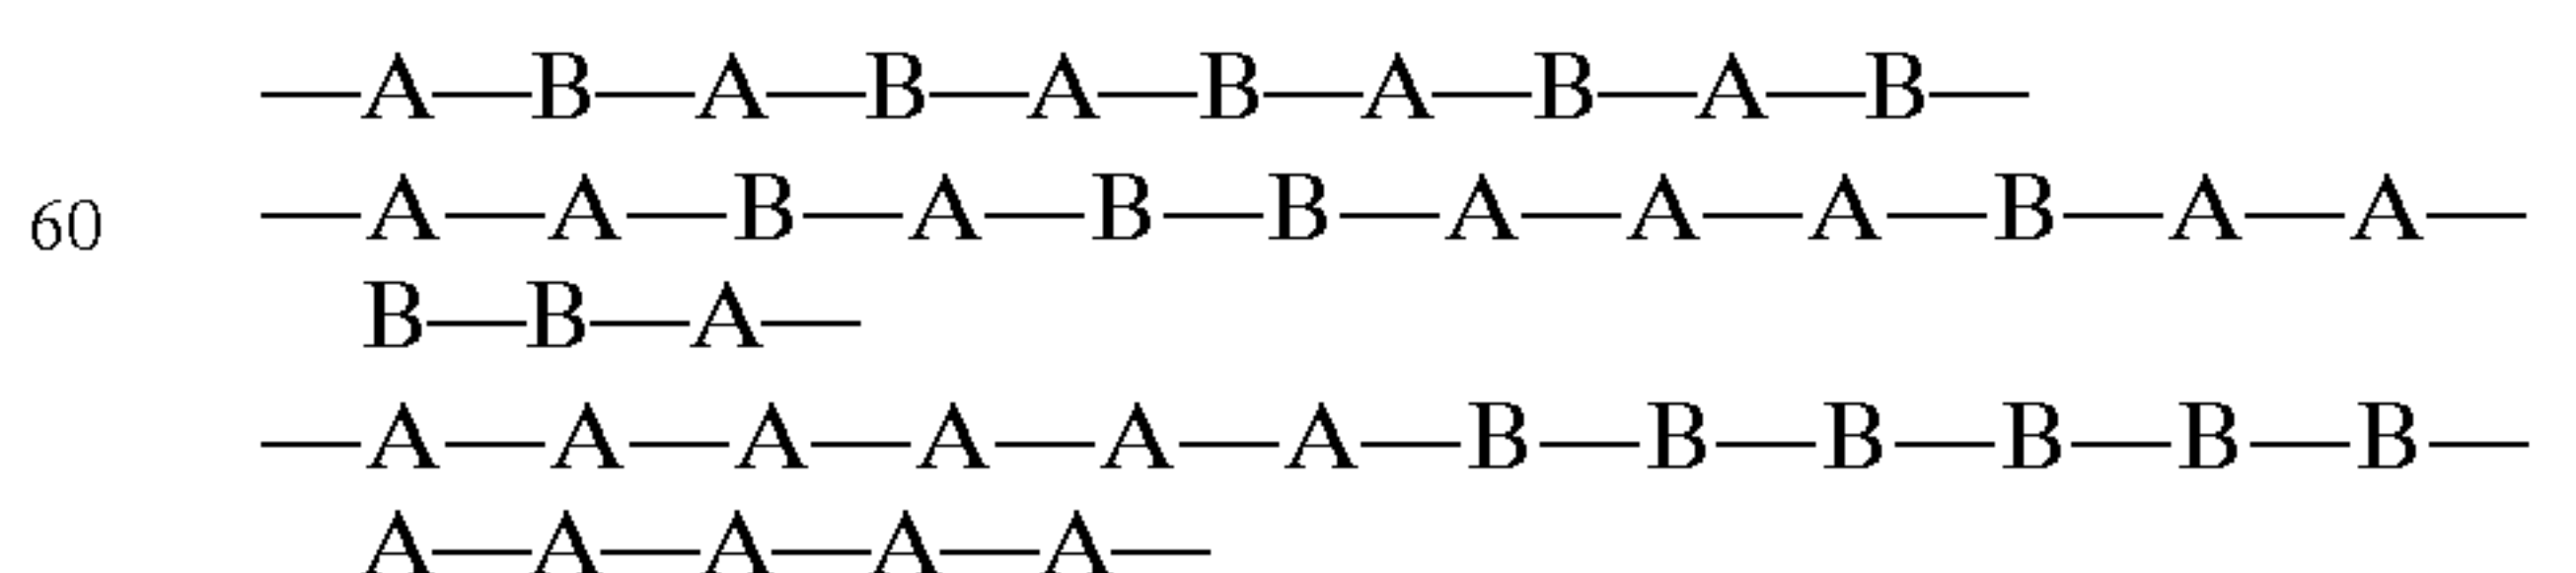 —A—B—A—B—A—B—A—B—A—B—
60 —A—A—B—A—B—B—A—A—A—B—A—A—
B—B—A—
—A—A—A—A—A—A—B—B—B—B—B—B—
A—A—A—A—A—